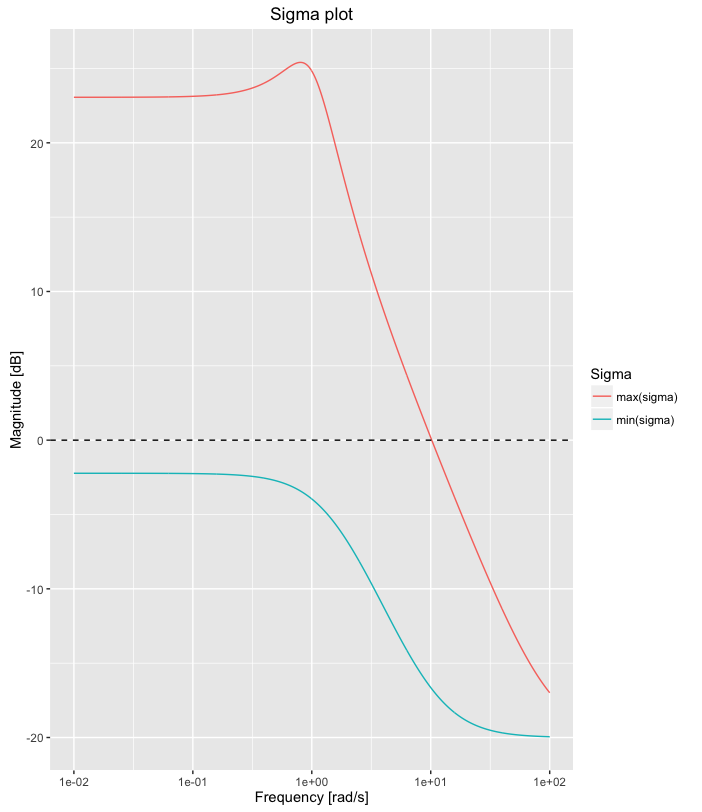 Sigma plot
Magnitude [dB]
20
10
0
-10
-20
1e-02 1e-01 1e+00 1e+01 1e+02
Frequency [rad/s]
Sigma
max(sigma)
min(sigma)